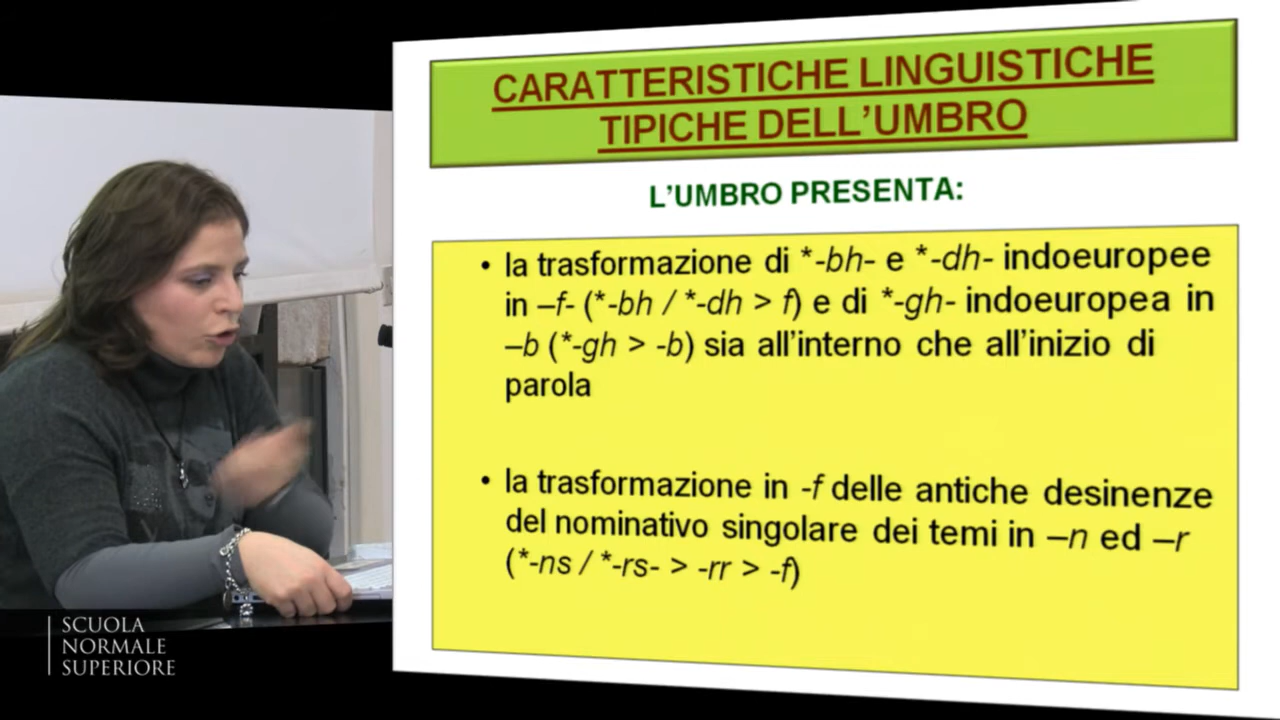 CARATTERISTICHE LINGUISTICHE
TIPICHE DELL'UMBRO
L'UMBRO PRESENTA:
• la trasformazione di *-bh- e *-dh- indoeuropee
in –f- (*-bh / *-dh > f) e di *-gh- indoeuropea in
–b (*-gh > -b) sia all'interno che all'inizio di
parola
• la trasformazione in -f delle antiche desinenze
del nominativo singolare dei temi in –n ed –r
(*-ns / *-rs- > -rr > -f)
SCUOLA
NORMALE
SUPERIORE